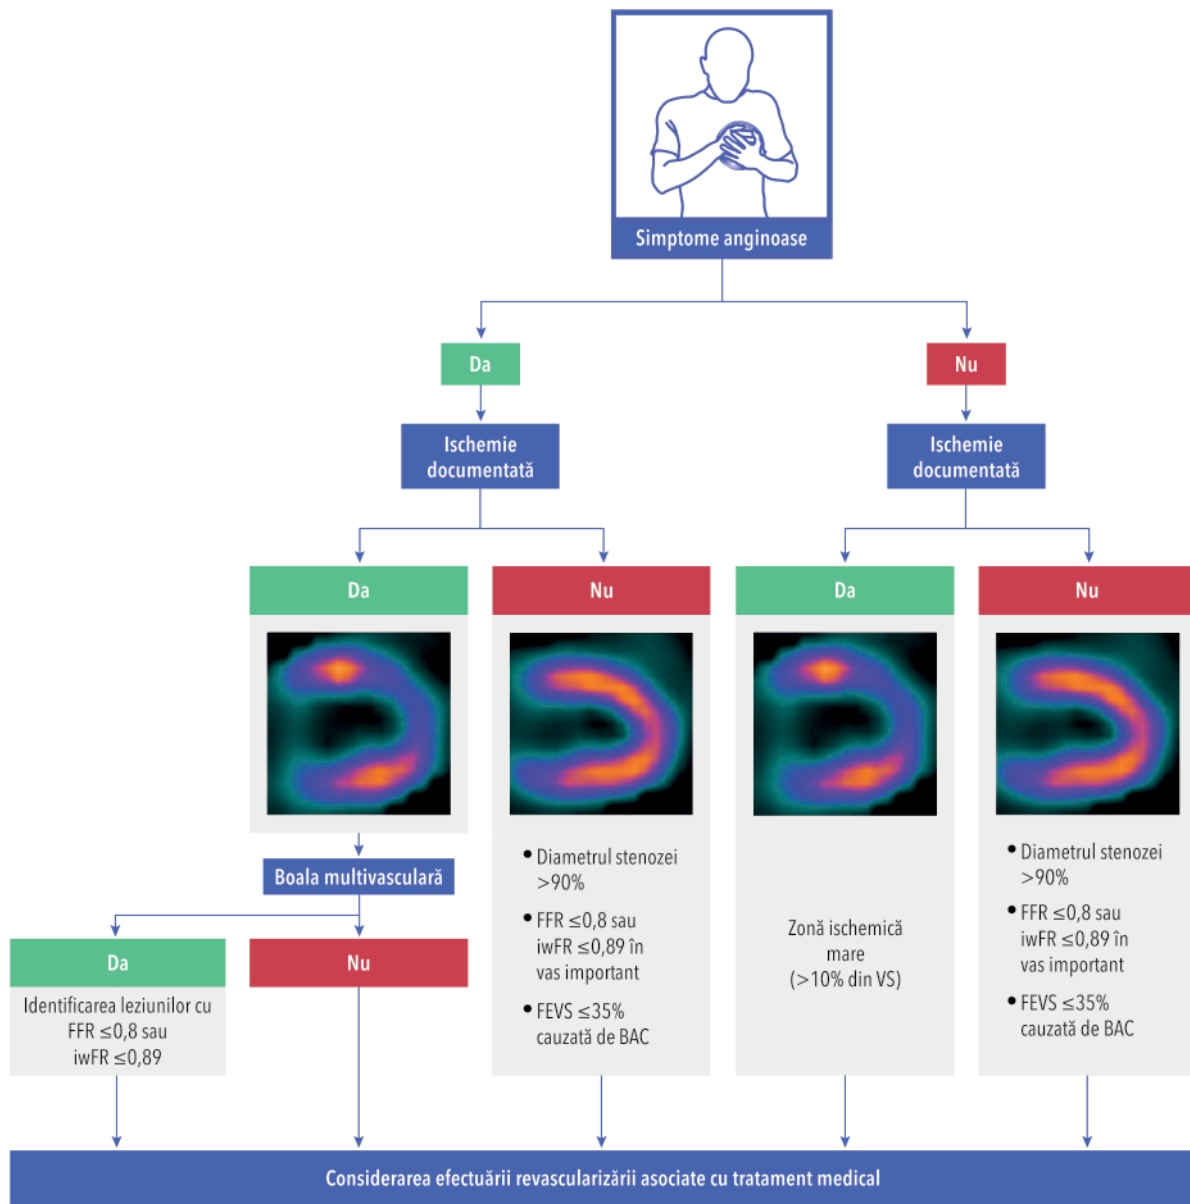 Simptome anginoase
Da
Nu
Ischemie
documentată
Ischemie
documentată
Da
Nu
Da
Nu
Boala multivasculară
• Diametrul stenozei
>90%
• FFR ≤0,8 sau
iwFR ≤0,89 în
vas important
• FEVS ≤35%
cauzată de BAC
Zonă ischemică
mare
(>10% din VS)
• Diametrul stenozei
>90%
• FFR ≤0,8 sau
iwFR ≤0,89 în
vas important
• FEVS ≤35%
cauzată de BAC
Da
Nu
Identificarea leziunilor cu
FFR ≤0,8 sau
iwFR ≤0,89
Considerarea efectuării revascularizării asociate cu tratament medical